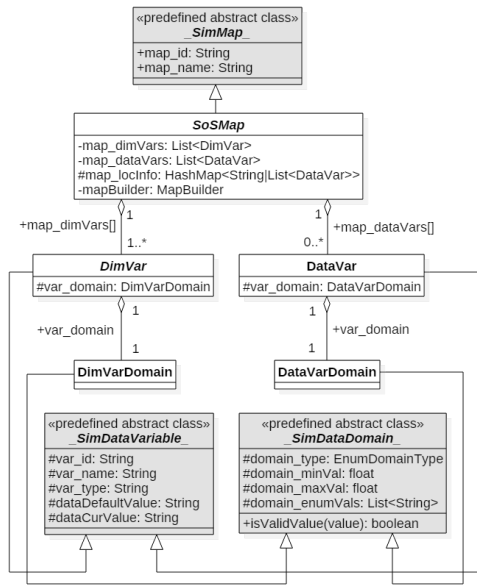 «predefined abstract class»
_SimMap_
+map_id: String
+map_name: String
SoSMap
-map_dimVars: List<DimVar>
-map_dataVars: List<DataVar>
#map_locInfo: HashMap<String|List<DataVar>>
-mapBuilder: MapBuilder
1 1
+map_dimVars[] +map_dataVars[]
1..* 0..*
DimVar DataVar
#var_domain: DimVarDomain #var_domain: DataVarDomain
1 1
+var_domain +var_domain
1 1
DimVarDomain DataVarDomain
«predefined abstract class»
_SimDataVariable_
#var_id: String
#var_name: String
#var_type: String
#dataDefaultValue: String
#dataCurValue: String
«predefined abstract class»
_SimDataDomain_
#domain_type: EnumDomainType
#domain_minVal: float
#domain_maxVal: float
#domain_enumVals: List<String>
+isValidValue(value): boolean